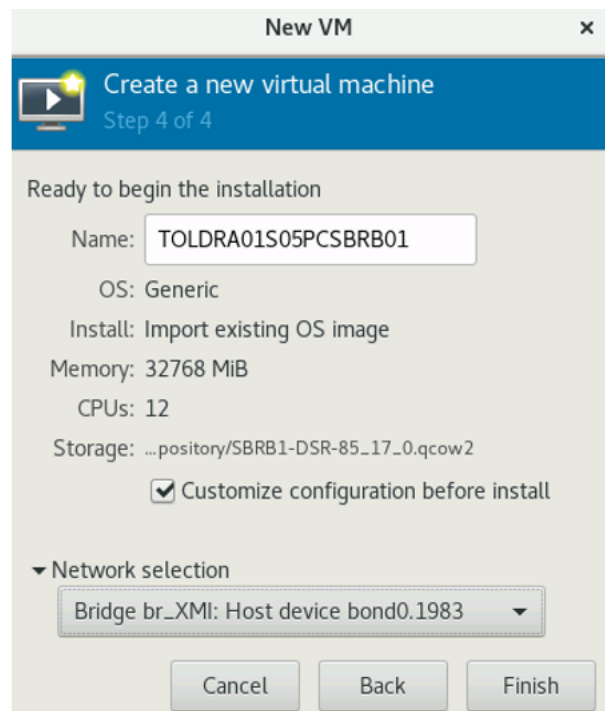 New VM ×
Create a new virtual machine
Step 4 of 4
Ready to begin the installation
Name: TOLDRA01S05PCSBRB01
OS: Generic
Install: Import existing OS image
Memory: 32768 MiB
CPUs: 12
Storage: ...pository/SBRB1-DSR-85_17_0.qcow2
Customize configuration before install
Network selection
Bridge br_XMI: Host device bond0.1983
Cancel Back Finish